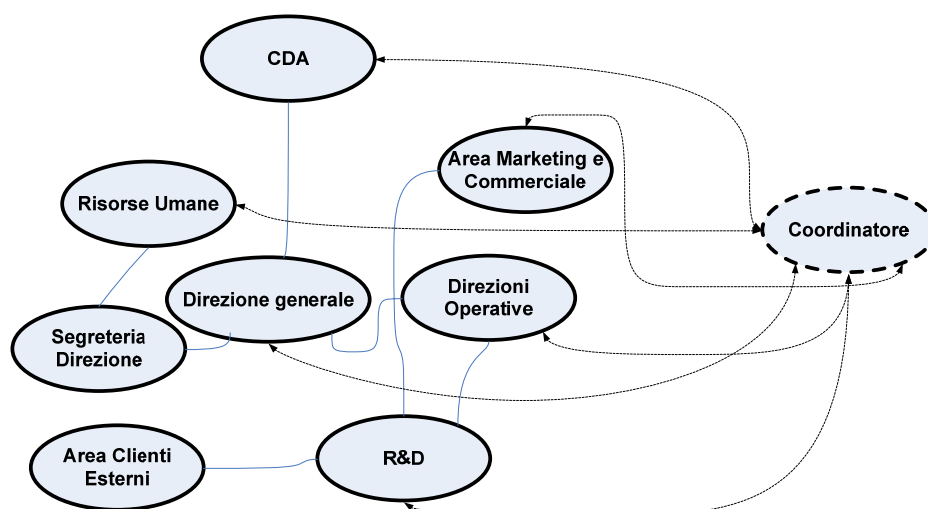 CDA
Area Marketing e
Commerciale
Risorse Umane
Coordinatore
Direzione generale
Direzioni
Operative
Segreteria
Direzione
Area Clienti
Esterni
R&D